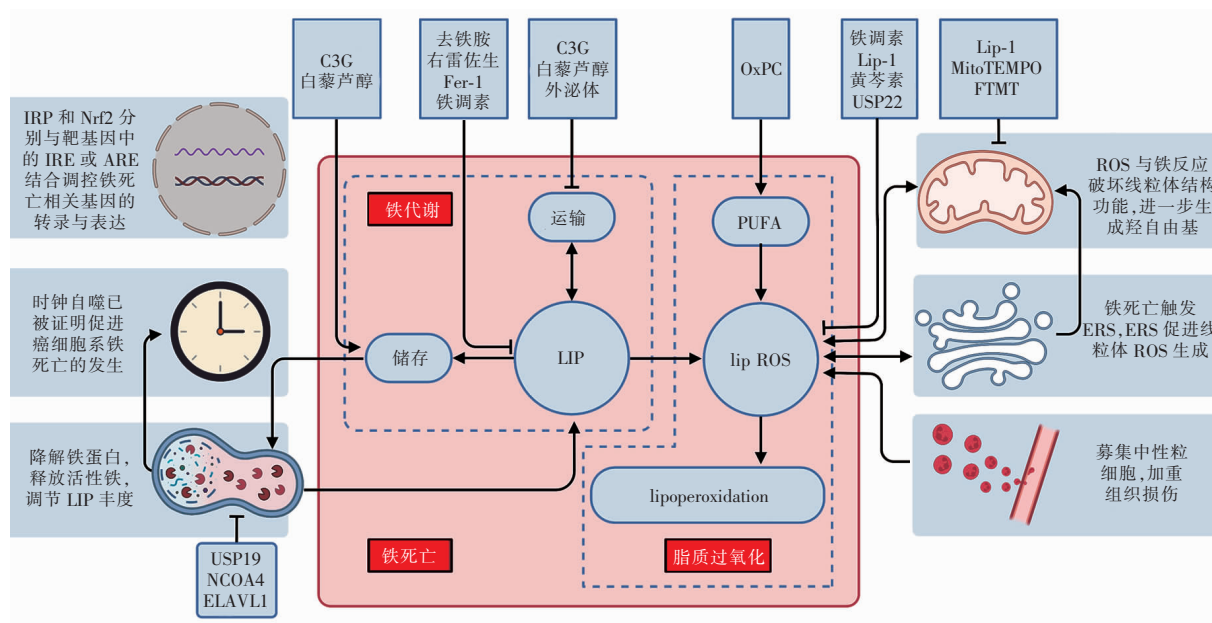 C3G
白藜芦醇
去铁胺
右雷佐生
Fer-1
铁调素
C3G
白藜芦醇
外泌体
OxPC
铁调素
Lip-1
黄芩素
USP22
Lip-1
MitoTEMPO
FTMT
IRP 和 Nrf2 分
别与靶基因中
的 IRE 或 ARE
结合调控铁死
亡相关基因的
转录与表达
铁代谢
运输
PUFA
ROS 与铁反应
破坏线粒体结构
功能,进一步生
成羟自由基
时钟自噬已
被证明促进
癌细胞系铁
死亡的发生
储存
LIP
lip ROS
铁死亡触发
ERS,ERS 促进线
粒体 ROS 生成
降解铁蛋白,
释放活性铁,
调节 LIP 丰度
lipoperoxidation
募集中性粒
细胞,加重
组织损伤
铁死亡
脂质过氧化
USP19
NCOA4
ELAVL1